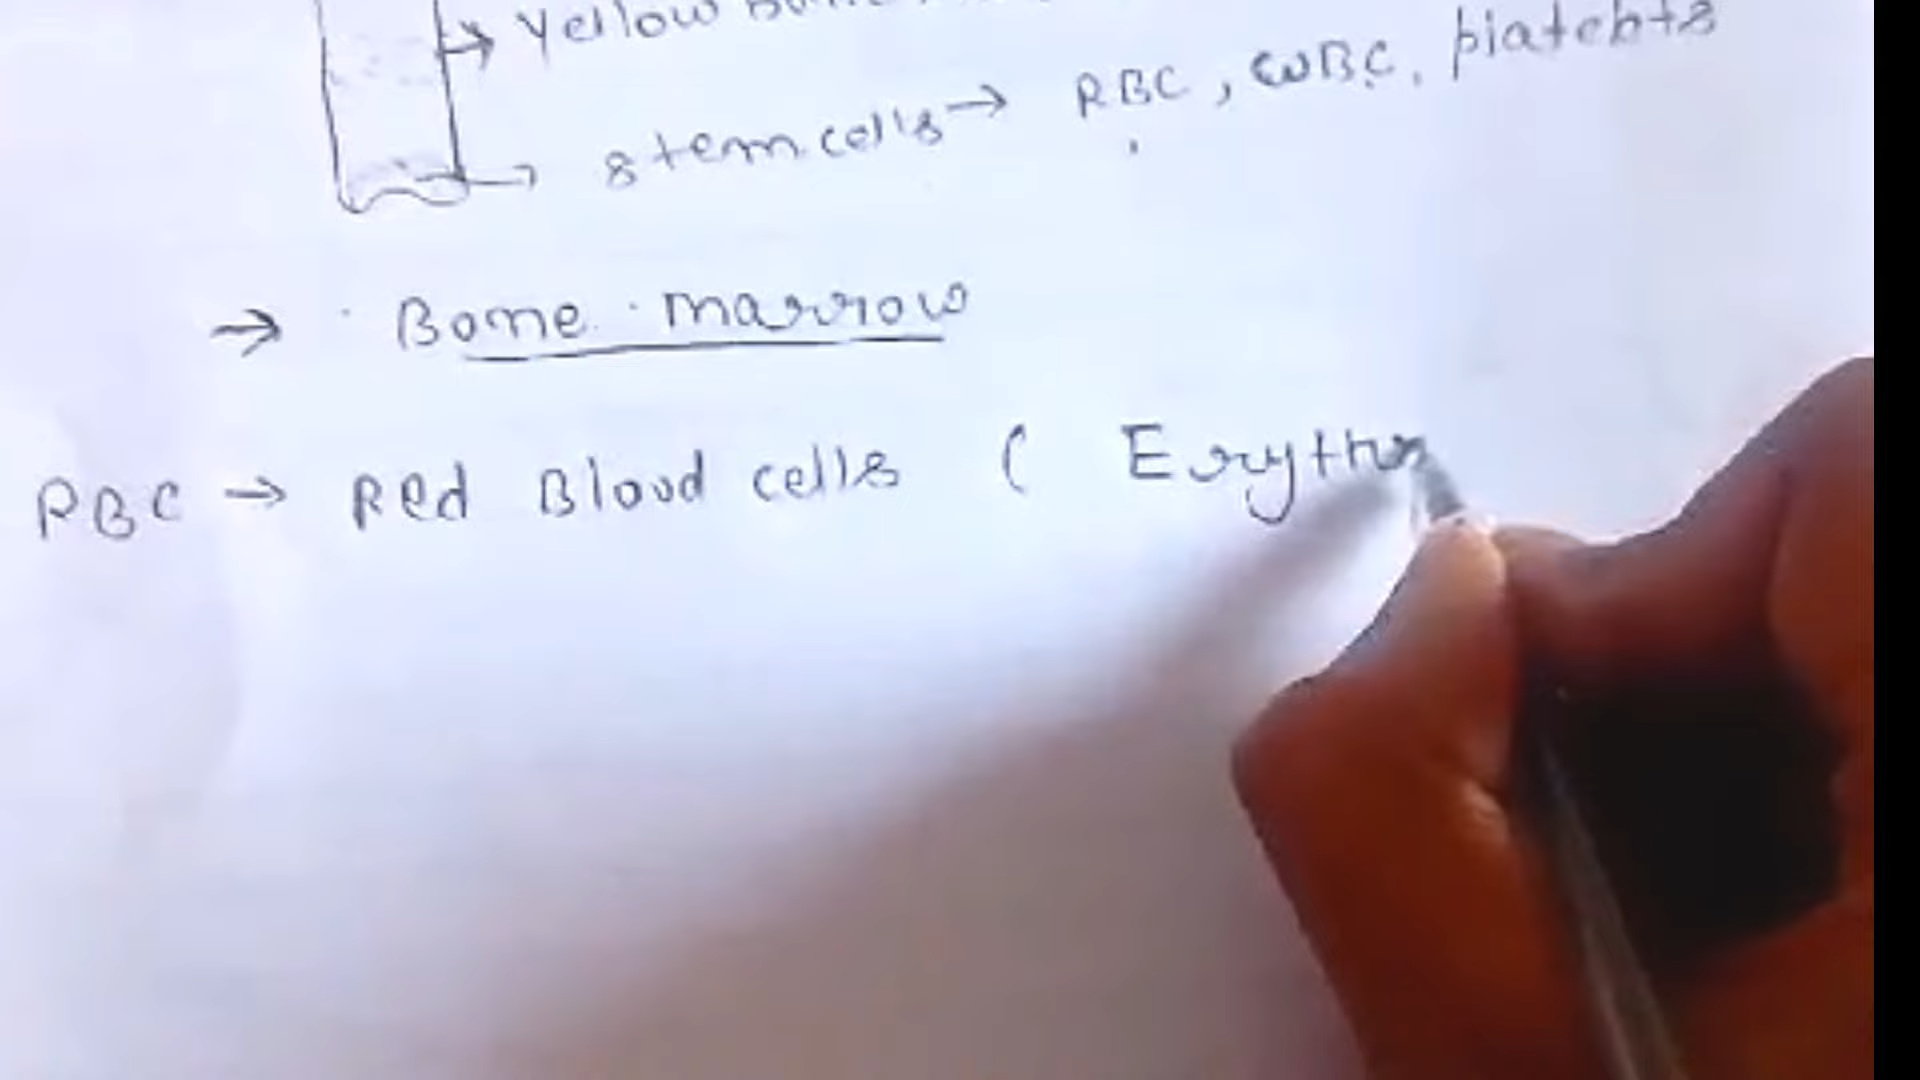 → Yellow
→ stem cells → RBC, WBC, platelets
→ Bone marrow
RBC → Red Blood cells ( Erythr